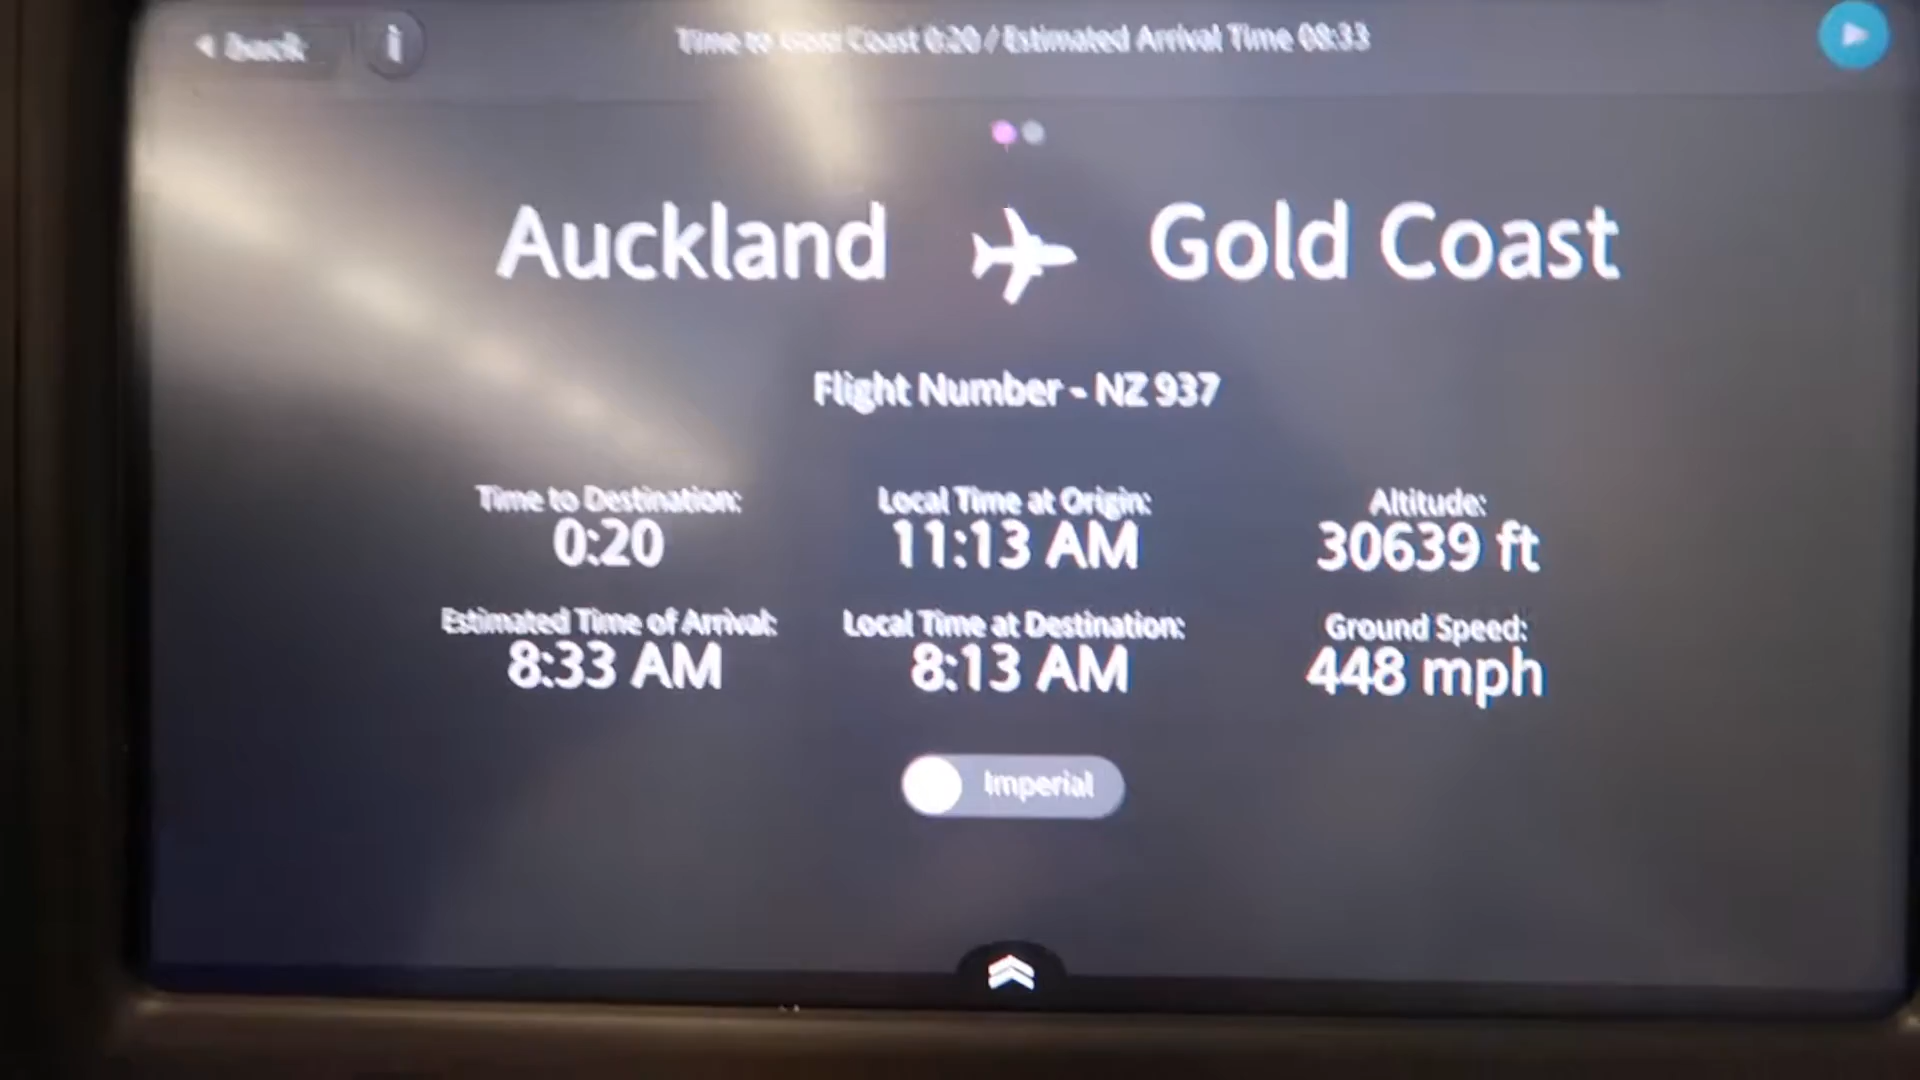 back i Time to Gold Coast 0:20 / Estimated Arrival Time 08:33
Auckland Gold Coast
Flight Number - NZ 937
Time to Destination: Local Time at Origin: Altitude:
0:20 11:13 AM 30639 ft
Estimated Time of Arrival: Local Time at Destination: Ground Speed:
8:33 AM 8:13 AM 448 mph
Imperial